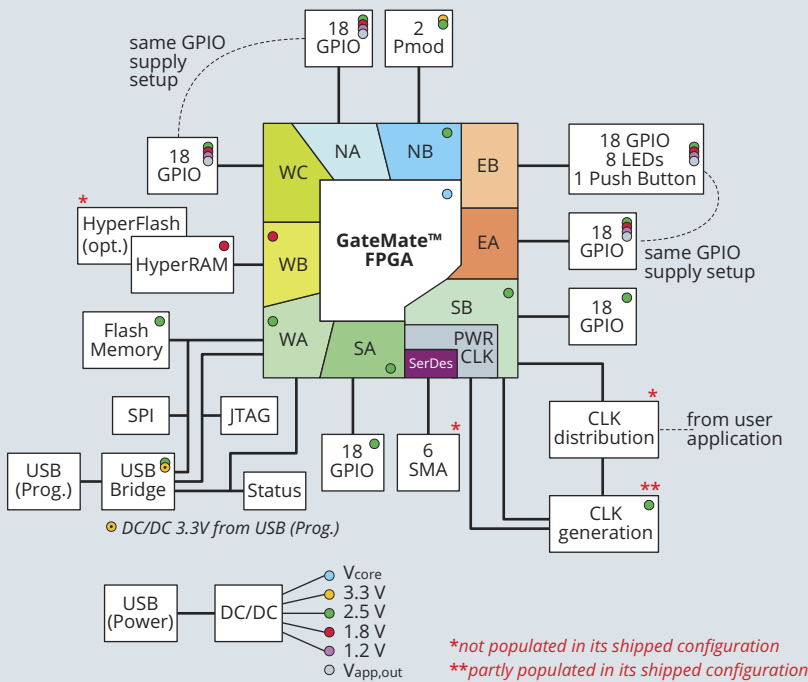 same GPIO
supply
setup
18
GPIO
2
Pmod
18
GPIO
WC
NA
NB
EB
18 GPIO
8 LEDs
1 Push Button
*
HyperFlash
(opt.)
HyperRAM
WB
GateMate™
FPGA
EA
18
GPIO
same GPIO
supply setup
Flash
Memory
WA
SA
SB
PWR
CLK
SerDes
18
GPIO
SPI
JTAG
18
GPIO
*
6
SMA
*
CLK
distribution
from user
application
USB
(Prog.)
USB
Bridge
Status
**
CLK
generation
DC/DC 3.3V from USB (Prog.)
USB
(Power)
DC/DC
Vcore
3.3 V
2.5 V
1.8 V
1.2 V
Vapp,out
*not populated in its shipped configuration
**partly populated in its shipped configuration